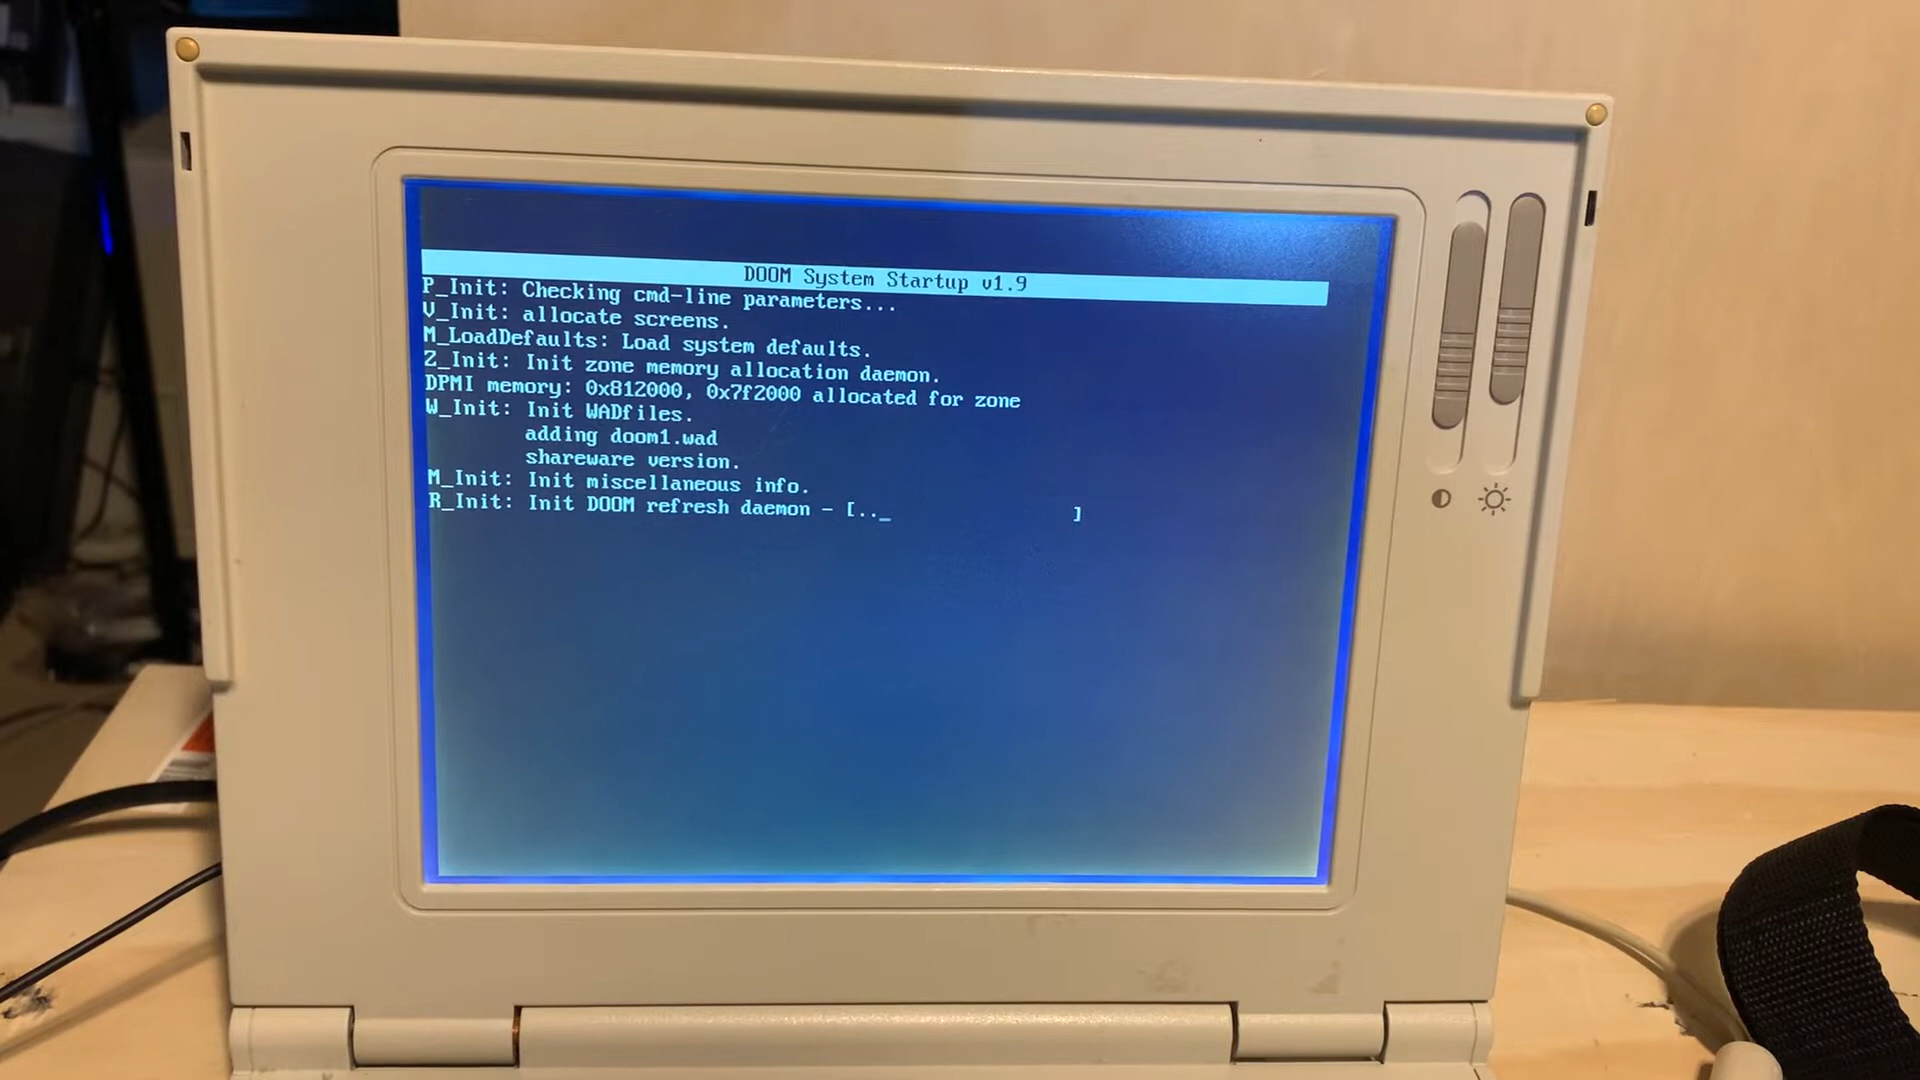 DOOM System Startup v1.9
P_Init: Checking cmd-line parameters...
V_Init: allocate screens.
M_LoadDefaults: Load system defaults.
Z_Init: Init zone memory allocation daemon.
DPMI memory: 0x812000, 0x7f2000 allocated for zone
W_Init: Init WADfiles.
adding doom1.wad
shareware version.
M_Init: Init miscellaneous info.
R_Init: Init DOOM refresh daemon - [.._ ]